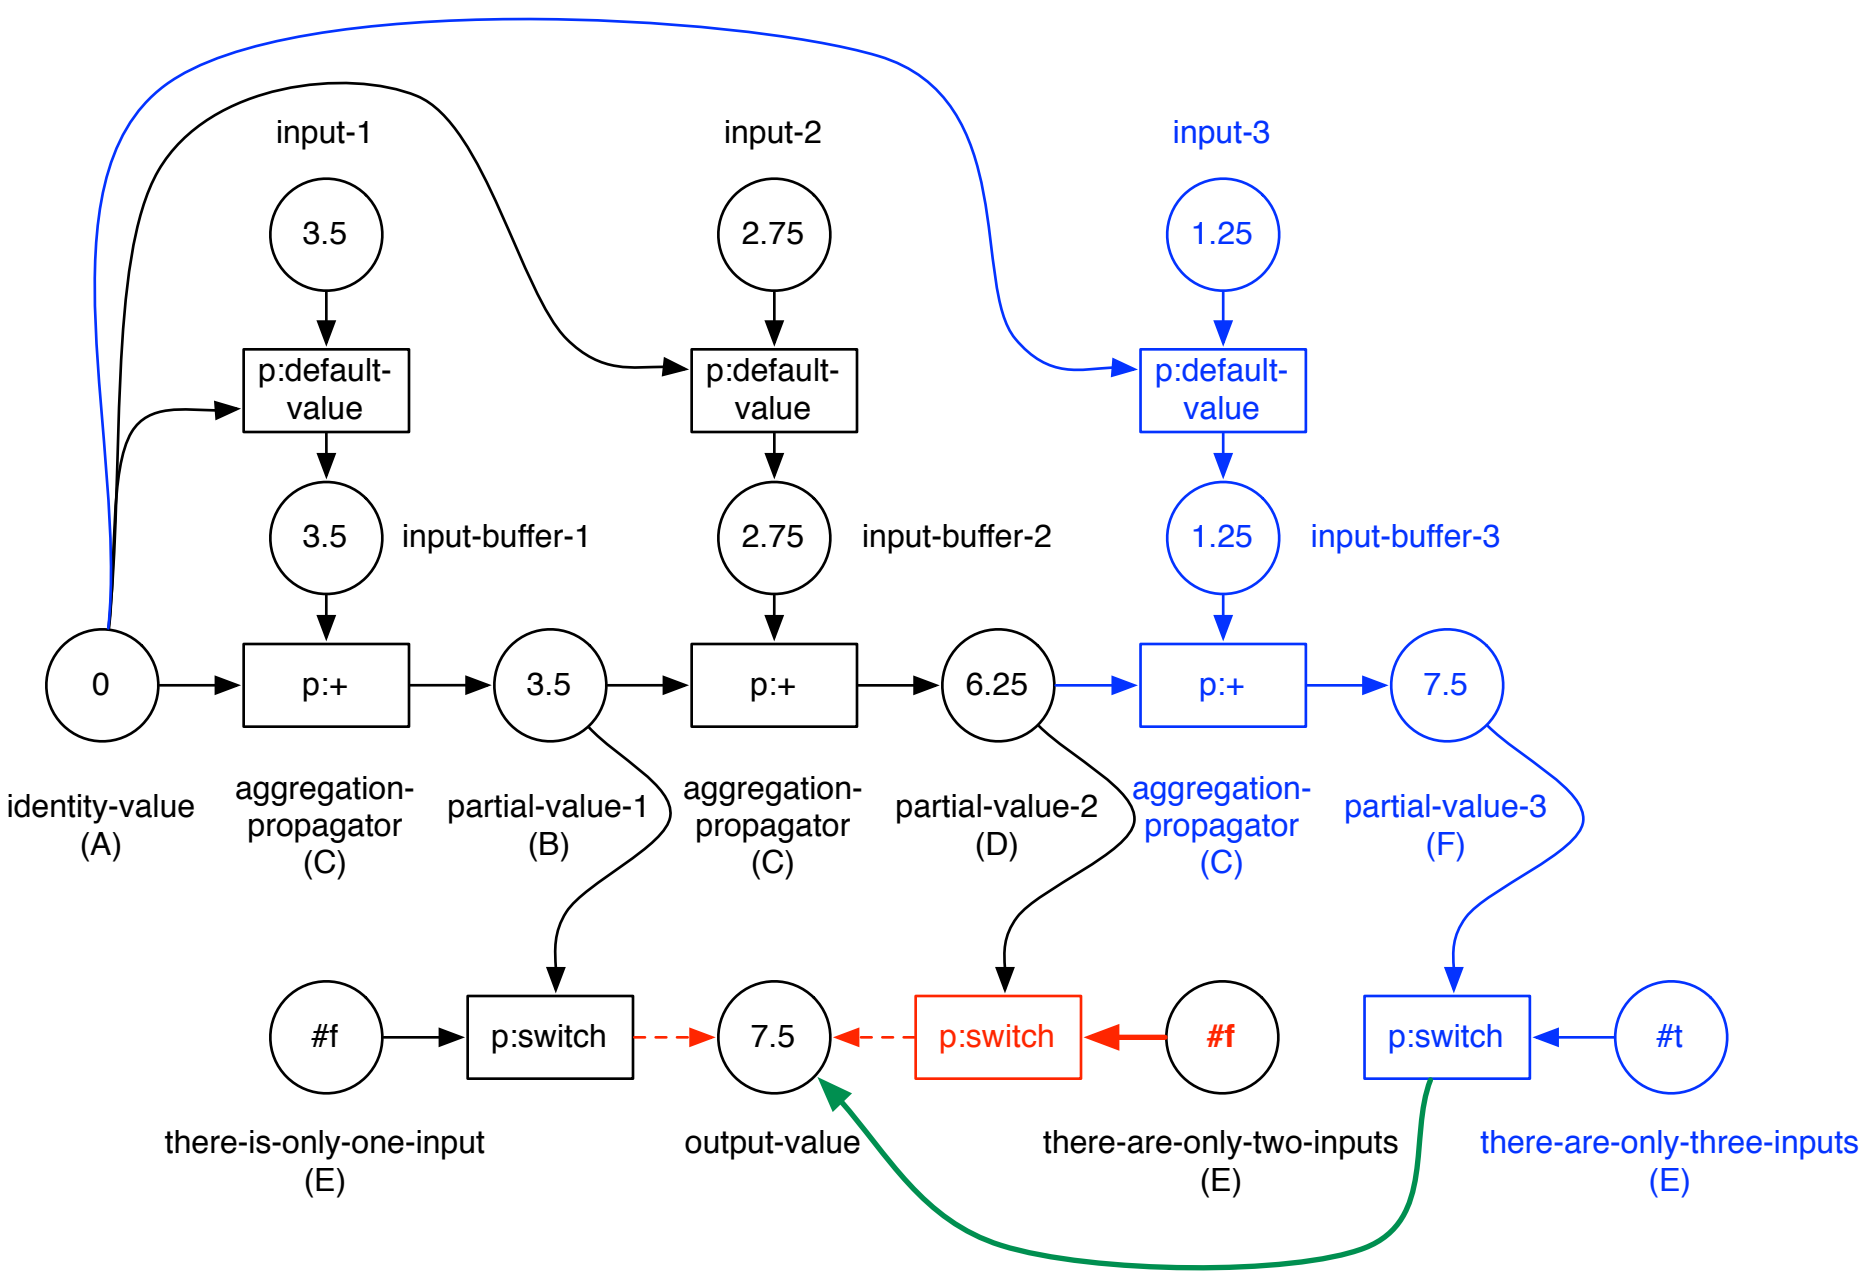 input-1
input-2
input-3
3.5
2.75
1.25
p:default-
value
p:default-
value
p:default-
value
3.5
input-buffer-1
2.75
input-buffer-2
1.25
input-buffer-3
0
p:+
3.5
p:+
6.25
p:+
7.5
identity-value
(A)
aggregation-
propagator
(C)
partial-value-1
(B)
aggregation-
propagator
(C)
partial-value-2
(D)
aggregation-
propagator
(C)
partial-value-3
(F)
#f
p:switch
7.5
p:switch
#f
p:switch
#t
there-is-only-one-input
(E)
output-value
there-are-only-two-inputs
(E)
there-are-only-three-inputs
(E)